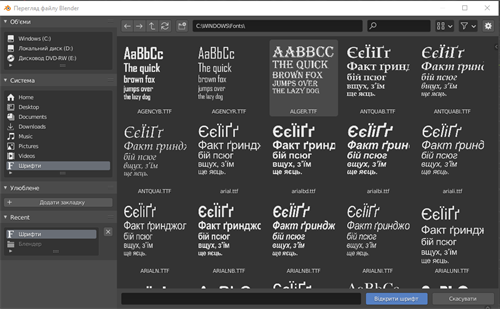 Перегляд файлу Blender
Об'єми
Windows (C:)
Локальний диск (D:)
Дисковод DVD-RW (E:)
Система
Home
Desktop
Documents
Downloads
Music
Pictures
Videos
Шрифти
Улюблене
Додати закладку
Recent
Шрифти
Блендер
C:\WINDOWS\Fonts\
AaBbCc
The quick
brown fox
jumps over
the lazy dog
AGENCYB.TTF
AaBbCc
The quick
brown fox
jumps over
the lazy dog
AGENCYR.TTF
AABBCC
THE QUICK
BROWN FOX
JUMPS OVER
THE LAZY DOG
ALGER.TTF
ЄєЇїҐґ
Факт гринд
бій псюг
вщух, з'їм
ще яєць.
ANTQUAB.TTF
ЄєЇїҐґ
Факт ґринд
бій псюг
вщух, з'їм
ще яєць.
ANTQUABI.TTF
ЄєЇїҐґ
Факт ґринд
бій псюг
вщух, з'їм
ще яєць.
ANTQUAI.TTF
ЄєЇїҐґ
Факт ґриндж
бій псюг
вщух, з'їм
ще яєць.
arial.ttf
ЄєЇїҐґ
Факт ґриндж
бій псюг
вщух, з'їм
ще яєць.
arialbd.ttf
ЄєЇїҐґ
Факт ґриндж
бій псюг
вщух, з'їм
ще яєць.
arialbi.ttf
ЄєЇїҐґ
Факт ґриндж
бій псюг
вщух, з'їм
ще яєць.
ariali.ttf
ЄєЇїҐґ
Факт ґринджо
бій псюг
вщух, з'їм
ще яєць.
ARIALN.TTF
ЄєЇїҐґ
Факт ґринджо
бій псюг
вщух, з'їм
ще яєць.
ARIALNB.TTF
ЄєЇїҐґ
Факт ґринджо
бій псюг
вщух, з'їм
ще яєць.
ARIALNBI.TTF
ЄєЇїҐґ
Факт ґринджо
бій псюг
вщух, з'їм
ще яєць.
ARIALNI.TTF
ЄєЇїҐґ
Факт ґриндж
бій псюг
вщух, з'їм
ще яєць.
ARIALUNI.TTF
Відкрити шрифт
Скасувати